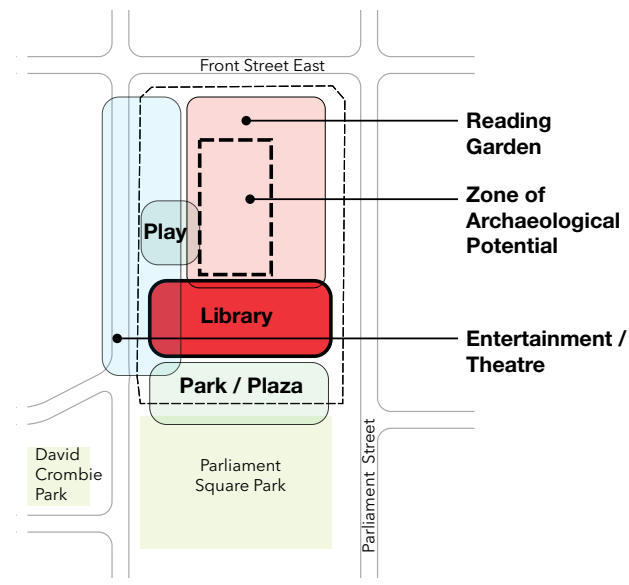 Front Street East
Reading
Garden
Zone of
Archaeological
Potential
Play
Library
Entertainment /
Theatre
Park / Plaza
David
Crombie
Park
Parliament
Square Park
Parliament Street